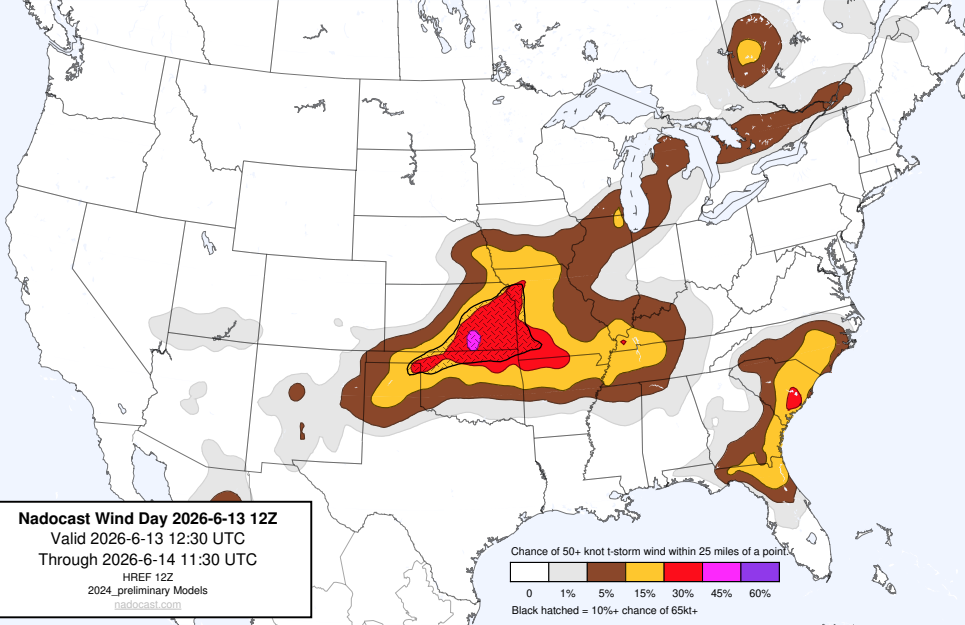 Nadocast Wind Day 2026-6-13 12Z
Valid 2026-6-13 12:30 UTC
Through 2026-6-14 11:30 UTC
HREF 12Z
2024_preliminary Models
nadocast.com
Chance of 50+ knot t-storm wind within 25 miles of a point.
0 1% 5% 15% 30% 45% 60%
Black hatched = 10%+ chance of 65kt+